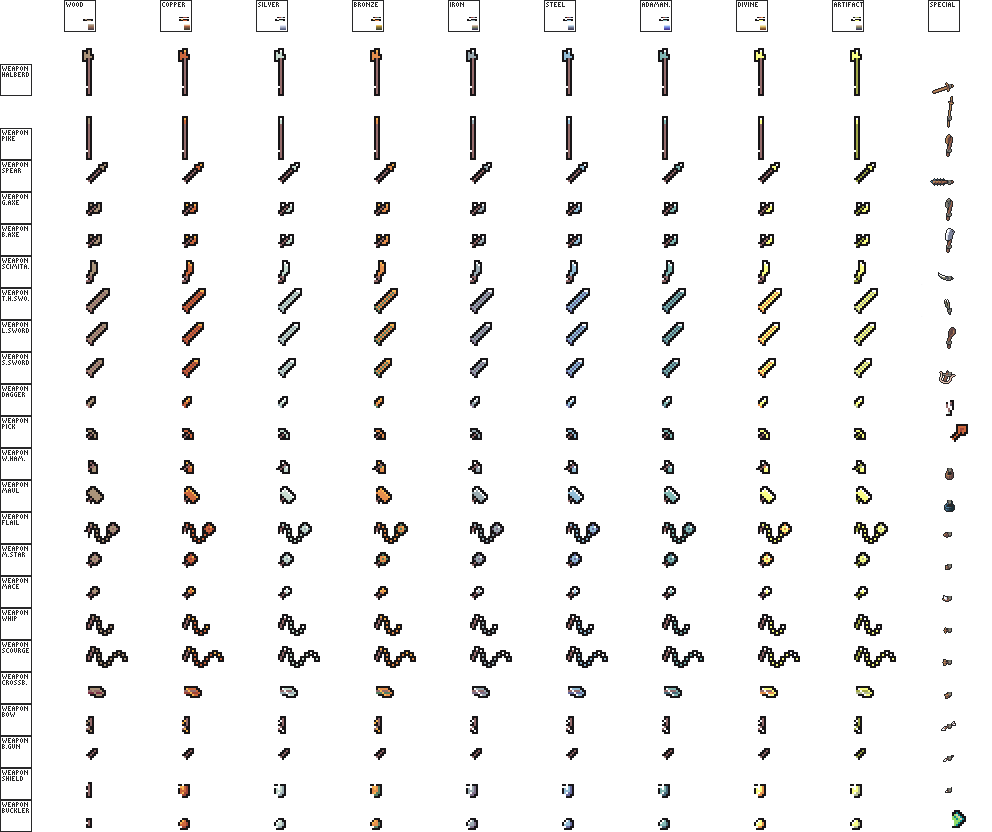 WOOD
COPPER
SILVER
BRONZE
IRON
STEEL
ADAMAN.
DIVINE
ARTIFACT
SPECIAL
WEAPON
HALBERD
WEAPON
PIKE
WEAPON
SPEAR
WEAPON
G.AXE
WEAPON
B.AXE
WEAPON
SCIMITA.
WEAPON
T.H.SWO.
WEAPON
L.SWORD
WEAPON
S.SWORD
WEAPON
DAGGER
WEAPON
PICK
WEAPON
W.HAM.
WEAPON
MAUL
WEAPON
FLAIL
WEAPON
M.STAR
WEAPON
MACE
WEAPON
WHIP
WEAPON
SCOURGE
WEAPON
CROSSB.
WEAPON
BOW
WEAPON
B.GUN
WEAPON
SHIELD
WEAPON
BUCKLER